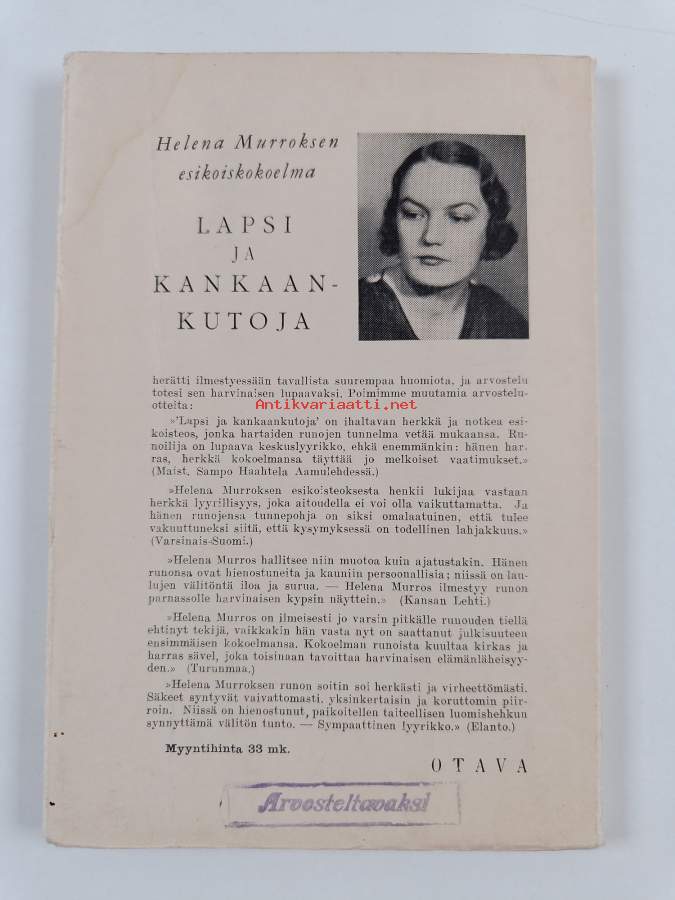 Helena Murroksen
esikoiskokoelma
LAPSI
JA
KANKAAN-
KUTOJA
herätti ilmestyessään tavallista suurempaa huomiota, ja arvostelu
totesi sen harvinaisen lupaavaksi. Poimimme muutamia arvostelu-
otteita:
Antikvariaatti.net
»'Lapsi ja kankaankutoja' on ihaltavan herkkä ja notkea esi-
koisteos, jonka hartaiden runojen tunnelma vetää mukaansa. Ru-
noilija on lupaava keskuslyyrikko, ehkä enemmänkin: hänen har-
ras, herkkä kokoelmansa täyttää jo melkoiset vaatimukset.»
(Maist. Sampo Haahtela Aamulehdessä.)
»Helena Murroksen esikoisteoksesta henkii lukijaa vastaan
herkkä lyyrillisyys, joka aitoudella ei voi olla vaikuttamatta. Ja
hänen runojensa tunnepohja on siksi omalaatuinen, että tulee
vakuuttuneksi siitä, että kysymyksessä on todellinen lahjakkuus.»
(Varsinais-Suomi.)
»Helena Murros hallitsee niin muotoa kuin ajatustakin. Hänen
runonsa ovat hienostuneita ja kauniin persoonallisia; niissä on lau-
lujen välitöntä iloa ja surua. — Helena Murros ilmestyy runon
parnassolle harvinaisen kypsin näyttein.» (Kansan Lehti.)
»Helena Murros on ilmeisesti jo varsin pitkälle runouden tiellä
ehtinyt tekijä, vaikkakin hän vasta nyt on saattanut julkisuuteen
ensimmäisen kokoelmansa. Kokoelman runoista kuultaa kirkas ja
harras sävel, joka toisinaan tavoittaa harvinaisen elämänläheisyy-
den.» (Turunmaa.)
»Helena Murroksen runon soitin soi herkästi ja virheettömästi.
Säkeet syntyvät vaivattomasti, yksinkertaisin ja koruttomin piir-
roin. Niissä on hienostunut, paikoitellen taiteellisen luomishehkun
synnyttämä välitön tunto. — Sympaattinen lyyrikko.» (Elanto.)
Myyntihinta 33 mk.
OTAVA
Arvosteltavaksi